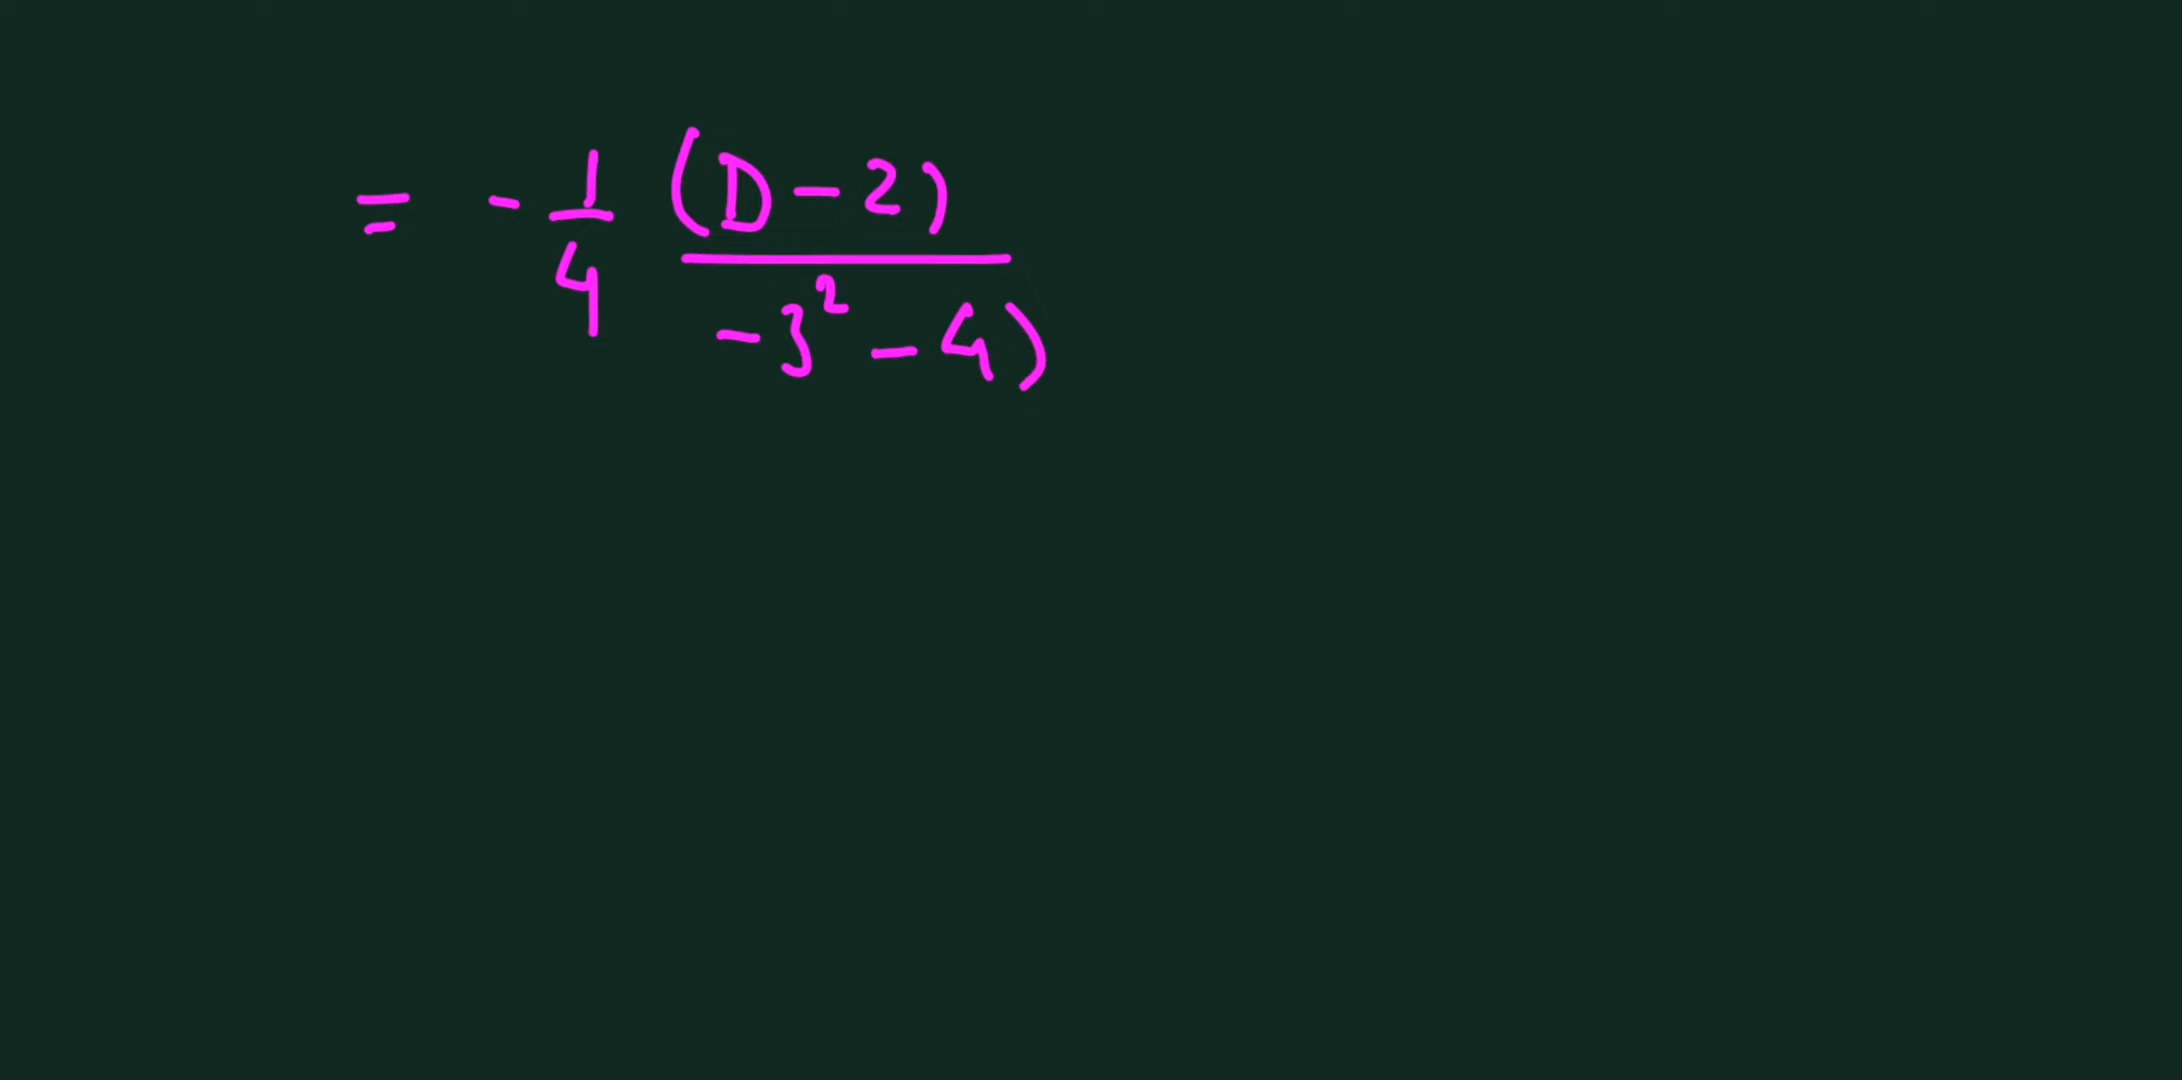 = - 1/4 (D-2)/-3² - 4)